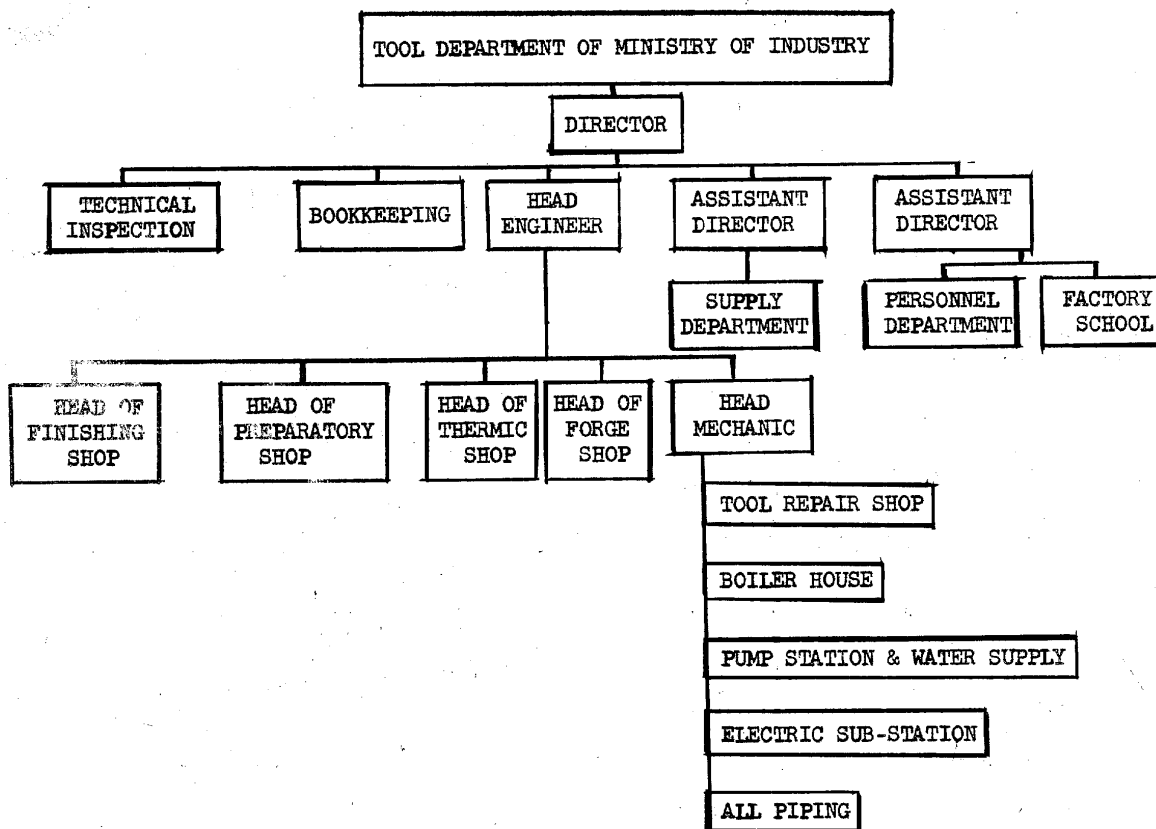 TOOL DEPARTMENT OF MINISTRY OF INDUSTRY
DIRECTOR
TECHNICAL
INSPECTION
BOOKKEEPING
HEAD
ENGINEER
ASSISTANT
DIRECTOR
ASSISTANT
DIRECTOR
SUPPLY
DEPARTMENT
PERSONNEL
DEPARTMENT
FACTORY
SCHOOL
HEAD OF
FINISHING
SHOP
HEAD OF
PREPARATORY
SHOP
HEAD OF
THERMIC
SHOP
HEAD OF
FORGE
SHOP
HEAD
MECHANIC
TOOL REPAIR SHOP
BOILER HOUSE
PUMP STATION & WATER SUPPLY
ELECTRIC SUB-STATION
ALL PIPING